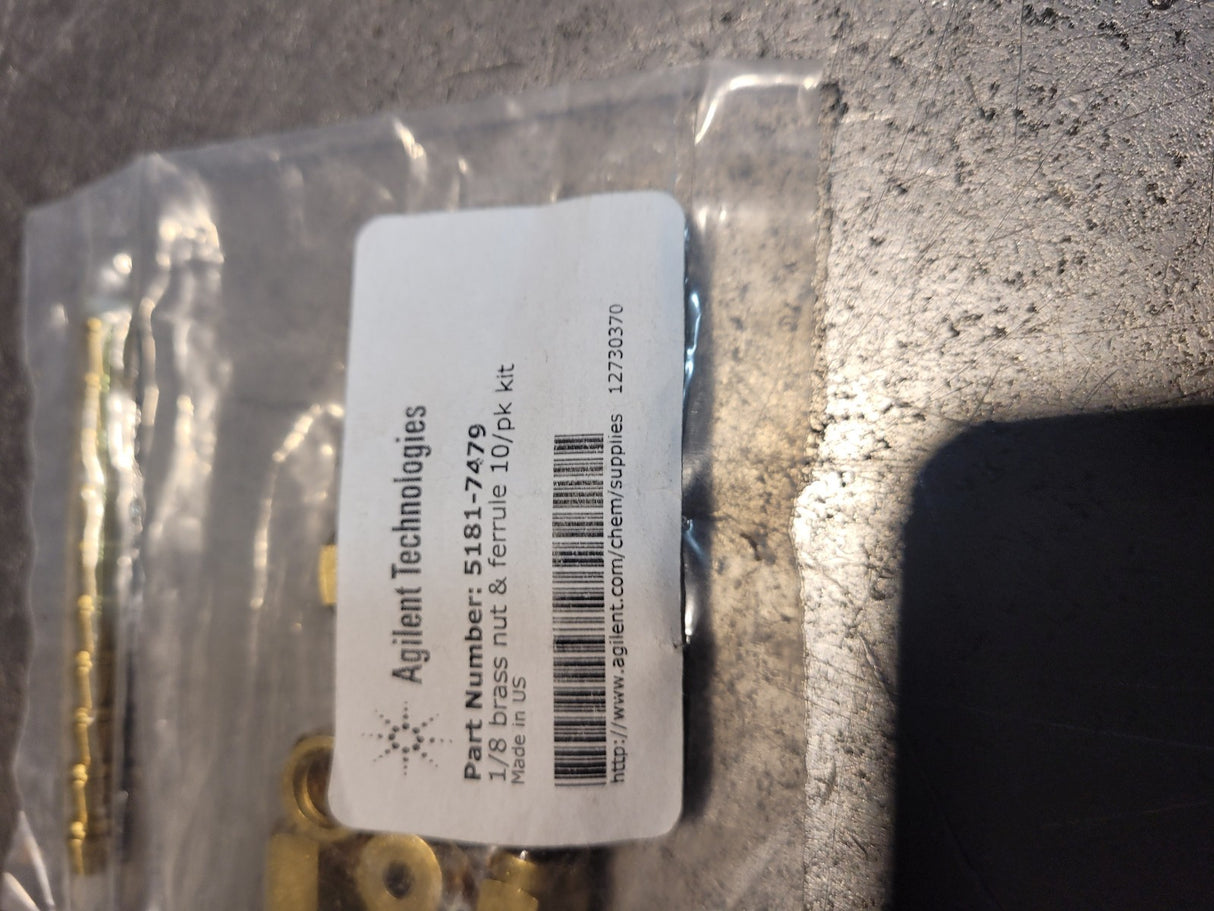 Agilent Technologies
Part Number: 5181-7479
1/8 brass nut & ferrule 10/pk kit
Made in US
http://www.agilent.com/chem/supplies 12730370